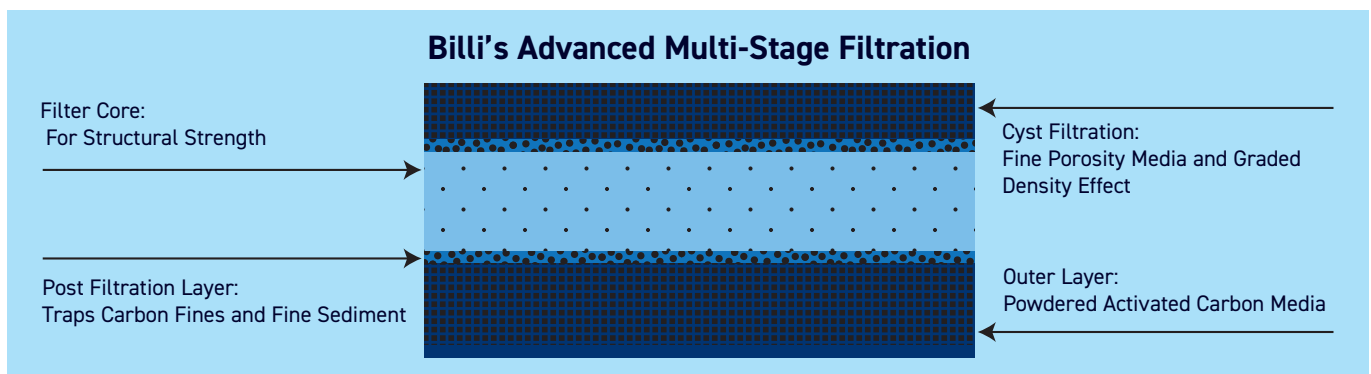 Billi's Advanced Multi-Stage Filtration
Filter Core:
For Structural Strength
Post Filtration Layer:
Traps Carbon Fines and Fine Sediment
Cyst Filtration:
Fine Porosity Media and Graded
Density Effect
Outer Layer:
Powdered Activated Carbon Media